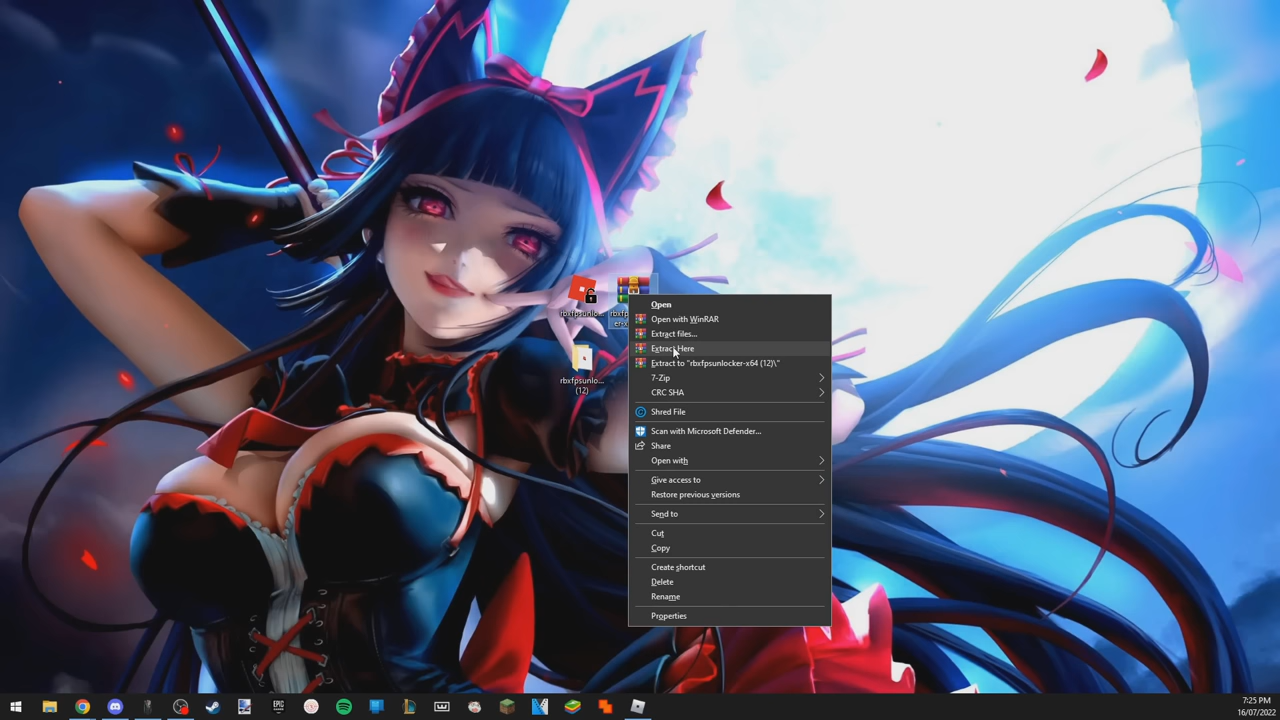 rbxfpsunlo...
Open
Open with WinRAR
Extract files...
Extract Here
Extract to "rbxfpsunlocker-x64 (12)\"
7-Zip
CRC SHA
Shred File
Scan with Microsoft Defender...
Share
Open with
Give access to
Restore previous versions
Send to
Cut
Copy
Create shortcut
Delete
Rename
Properties
rbxfpsunlo...
(12)
EPIC
7:25 PM
16/07/2022